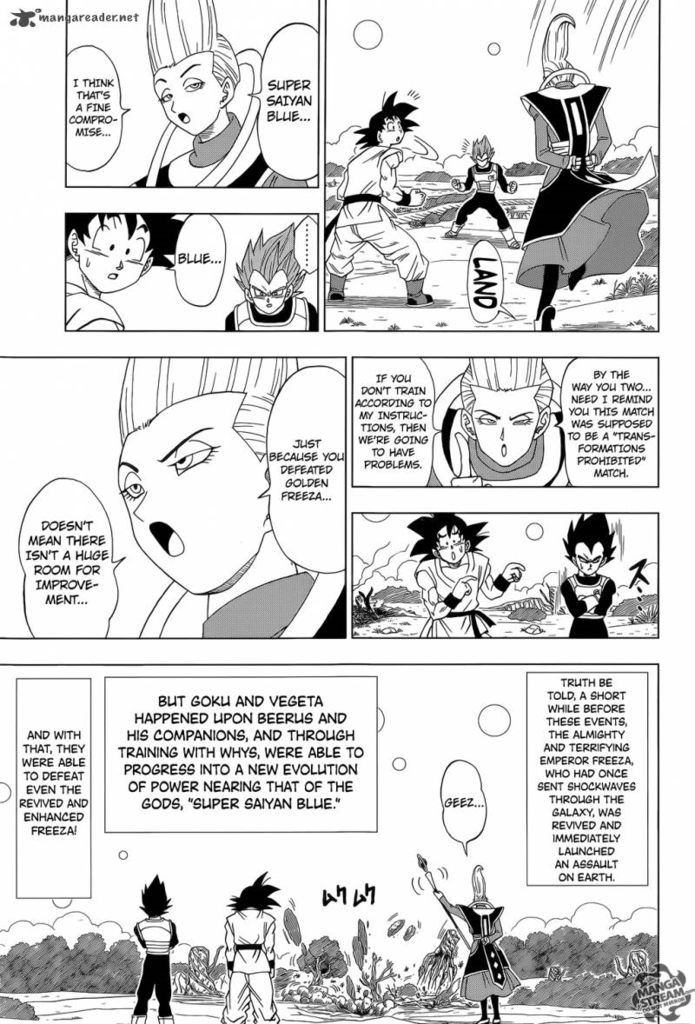 mangareader.net
LAND
SUPER
SAIYAN
BLUE...
I THINK
THAT'S
A FINE
COMPRO-
MISE...
......
BLUE...
BY THE
WAY YOU TWO...
NEED I REMIND
YOU THIS MATCH
WAS SUPPOSED
TO BE A "TRANS-
FORMATIONS
PROHIBITED"
MATCH.
IF YOU
DON'T TRAIN
ACCORDING TO
MY INSTRUC-
TIONS, THEN
WE'RE GOING
TO HAVE
PROBLEMS.
ス
JUST
BECAUSE YOU
DEFEATED
GOLDEN
FREEZA...
DOESN'T
MEAN THERE
ISN'T A HUGE
ROOM FOR
IMPROVE-
MENT...
TRUTH BE
TOLD, A SHORT
WHILE BEFORE
THESE EVENTS,
THE ALMIGHTY
AND TERRIFYING
EMPEROR FREEZA,
WHO HAD ONCE
SENT SHOCKWAVES
THROUGH THE
GALAXY, WAS
REVIVED AND
IMMEDIATELY
LAUNCHED
AN ASSAULT
ON EARTH.
GEEZ...
BUT GOKU AND VEGETA
HAPPENED UPON BEERUS AND
HIS COMPANIONS, AND THROUGH
TRAINING WITH WHYS, WERE ABLE TO
PROGRESS INTO A NEW EVOLUTION
OF POWER NEARING THAT OF THE
GODS, "SUPER SAIYAN BLUE."
AND WITH
THAT, THEY
WERE ABLE
TO DEFEAT
EVEN THE
REVIVED AND
ENHANCED
FREEZA!
ムクムク
MANGA
STREAM